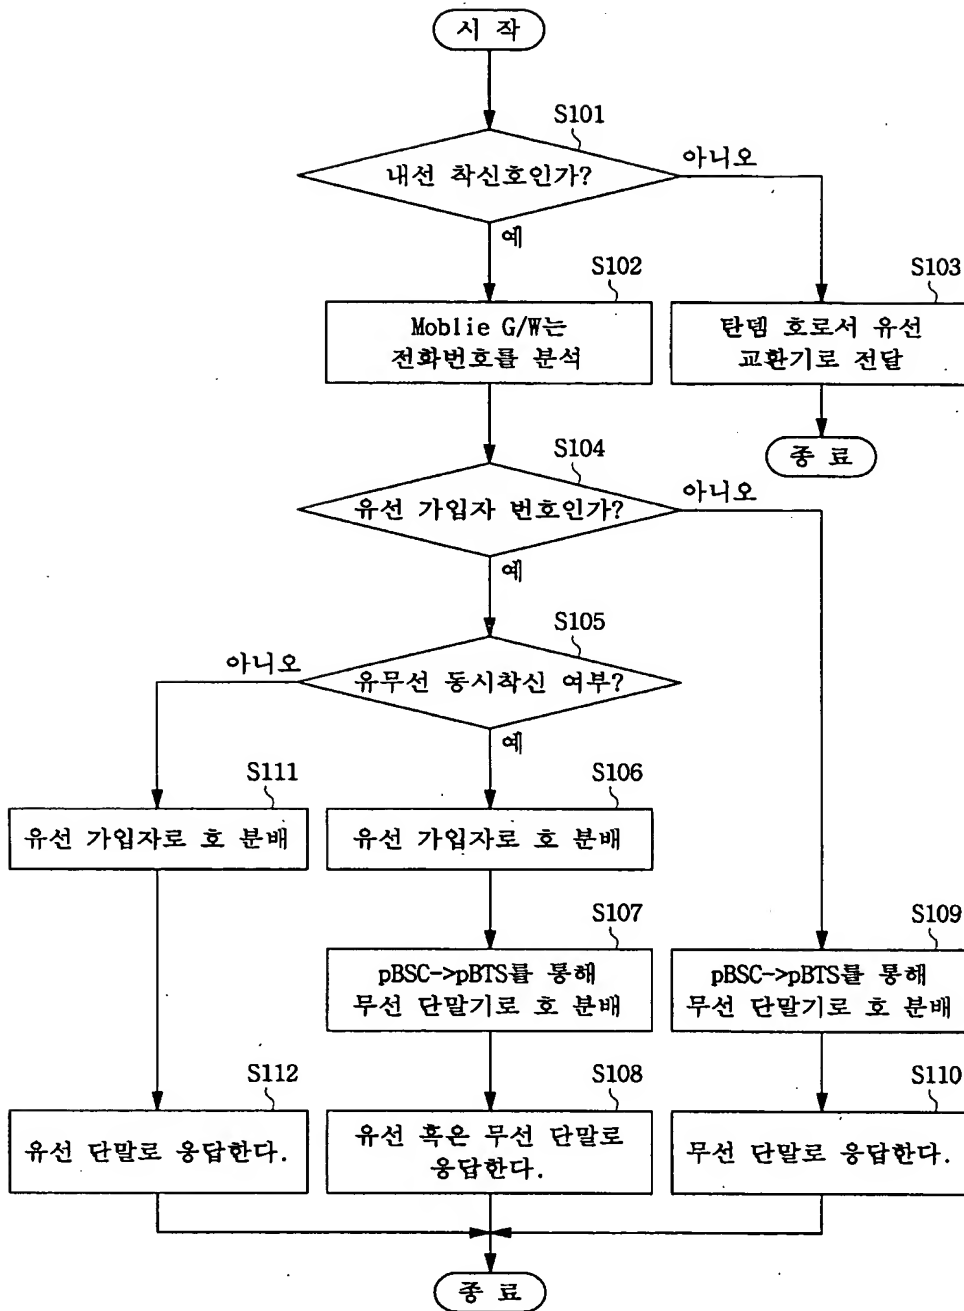 시 작
S101
내선 착신호인가?
아니오
예
S102
Moblie G/W는
전화번호를 분석
S103
탄뎀 호로서 유선
교환기로 전달
종 료
S104
유선 가입자 번호인가?
아니오
예
S105
유무선 동시착신 여부?
아니오
예
S111
유선 가입자로 호 분배
S106
유선 가입자로 호 분배
S107
pBSC->pBTS를 통해
무선 단말기로 호 분배
S109
pBSC->pBTS를 통해
무선 단말기로 호 분배
S112
유선 단말로 응답한다.
S108
유선 혹은 무선 단말로
응답한다.
S110
무선 단말로 응답한다.
종 료